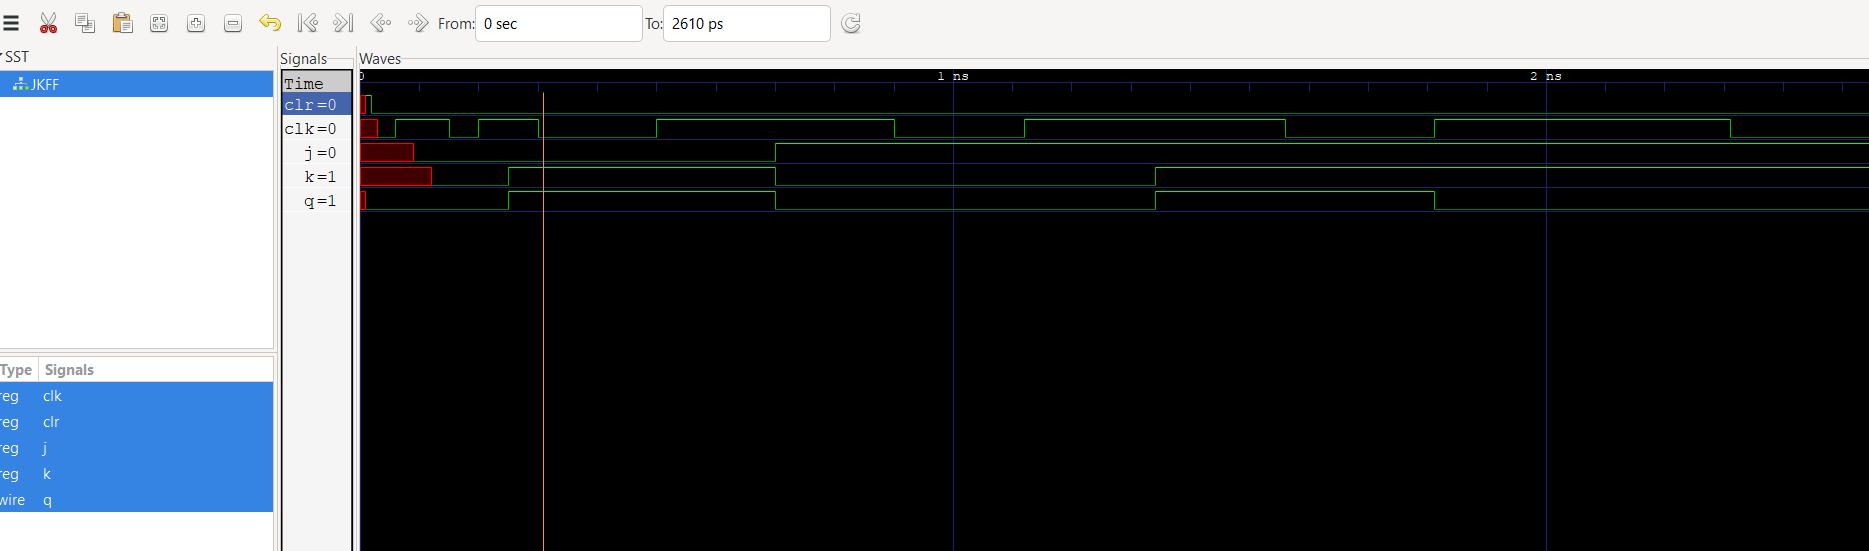 From: 0 sec To: 2610 ps
SST
JKFF
Signals
Waves
Time
0 1 ns 2 ns
clr=0
clk=0
j=0
k=1
q=1
Type Signals
reg clk
reg clr
reg j
reg k
wire q